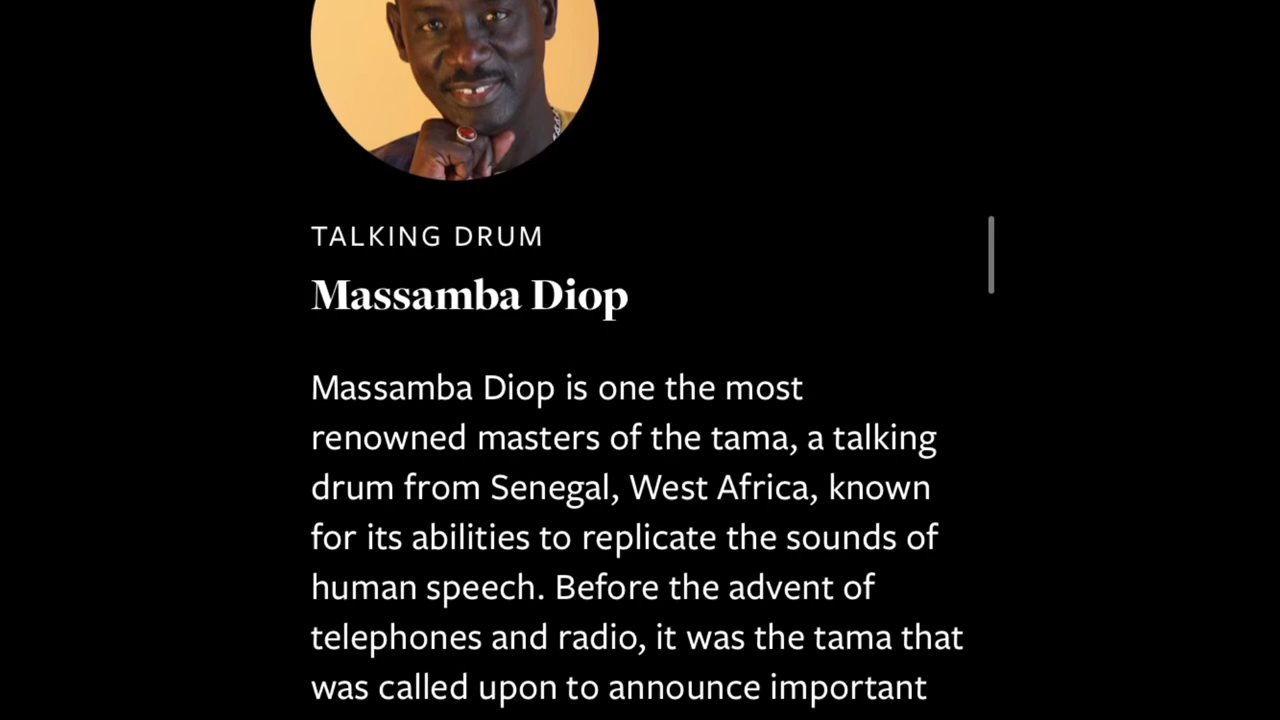 TALKING DRUM
Massamba Diop
Massamba Diop is one the most
renowned masters of the tama, a talking
drum from Senegal, West Africa, known
for its abilities to replicate the sounds of
human speech. Before the advent of
telephones and radio, it was the tama that
was called upon to announce important